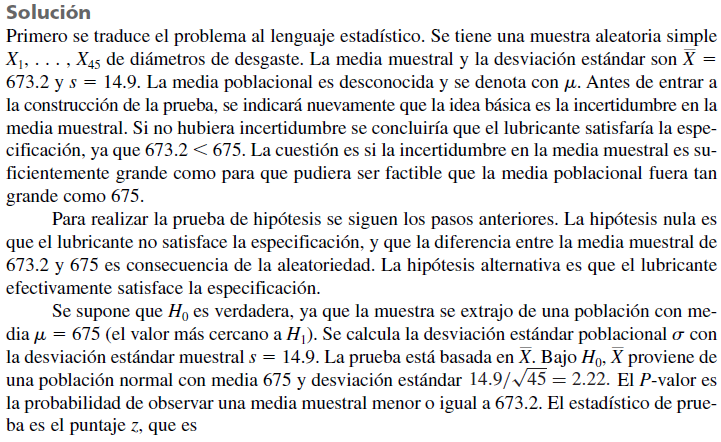 Solución
Primero se traduce el problema al lenguaje estadístico. Se tiene una muestra aleatoria simple
X₁, . . . , X₄₅ de diámetros de desgaste. La media muestral y la desviación estándar son X̄ =
673.2 y s = 14.9. La media poblacional es desconocida y se denota con μ. Antes de entrar a
la construcción de la prueba, se indicará nuevamente que la idea básica es la incertidumbre en la
media muestral. Si no hubiera incertidumbre se concluiría que el lubricante satisfaría la espe-
cificación, ya que 673.2 < 675. La cuestión es si la incertidumbre en la media muestral es su-
ficientemente grande como para que pudiera ser factible que la media poblacional fuera tan
grande como 675.
Para realizar la prueba de hipótesis se siguen los pasos anteriores. La hipótesis nula es
que el lubricante no satisface la especificación, y que la diferencia entre la media muestral de
673.2 y 675 es consecuencia de la aleatoriedad. La hipótesis alternativa es que el lubricante
efectivamente satisface la especificación.
Se supone que H₀ es verdadera, ya que la muestra se extrajo de una población con me-
dia μ = 675 (el valor más cercano a H₁). Se calcula la desviación estándar poblacional σ con
la desviación estándar muestral s = 14.9. La prueba está basada en X̄. Bajo H₀, X̄ proviene de
una población normal con media 675 y desviación estándar 14.9/√45 = 2.22. El P-valor es
la probabilidad de observar una media muestral menor o igual a 673.2. El estadístico de prue-
ba es el puntaje z, que es